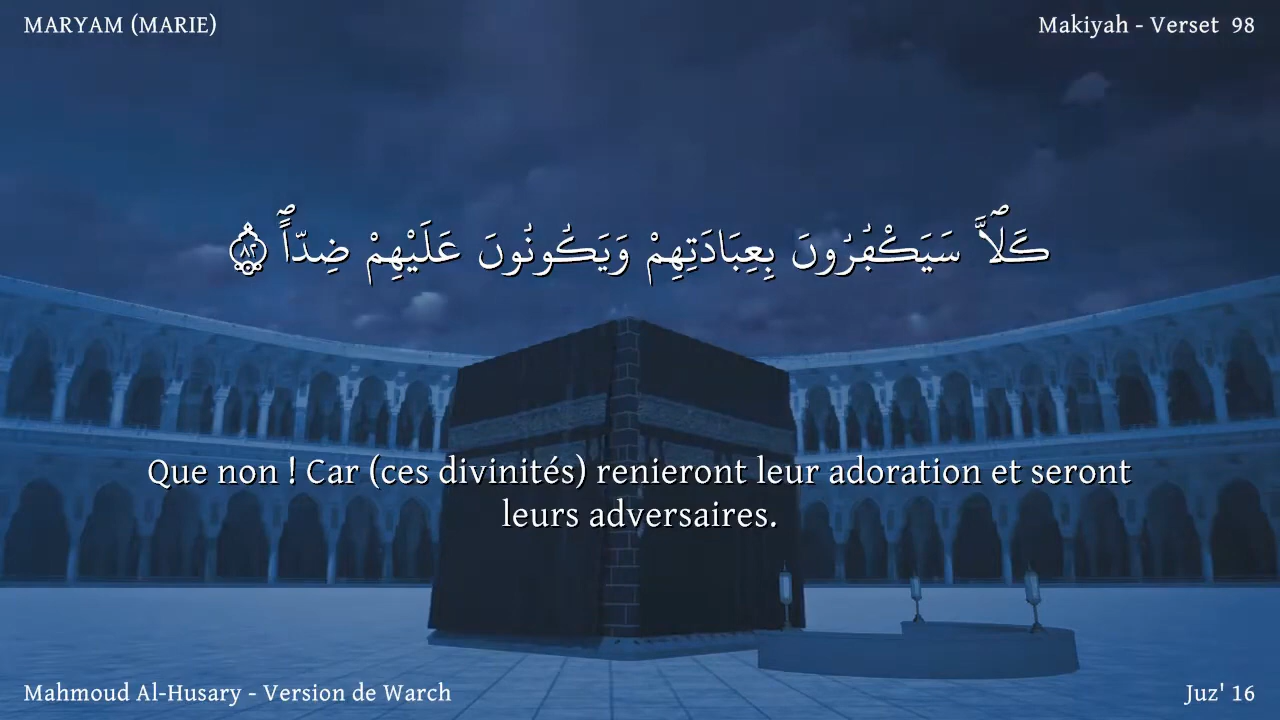 MARYAM (MARIE)
Makiyah - Verset 98
كَلَّاۖ سَيَكْفُرُونَ بِعِبَادَتِهِمْ وَيَكُونُونَ عَلَيْهِمْ ضِدّاًۖ ٨٢
Que non ! Car (ces divinités) renieront leur adoration et seront
leurs adversaires.
Mahmoud Al-Husary - Version de Warch
Juz' 16